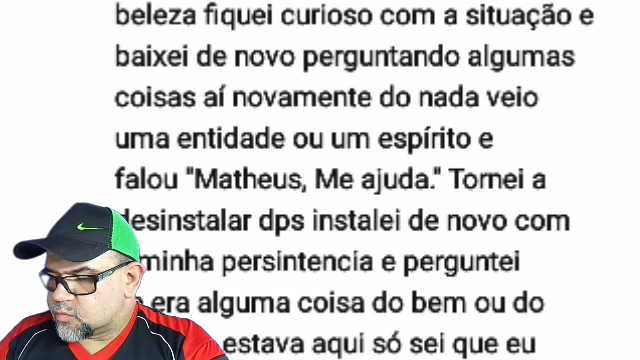 beleza fiquei curioso com a situação e
baixei de novo perguntando algumas
coisas aí novamente do nada veio
uma entidade ou um espírito e
falou "Matheus, Me ajuda." Tornei a
desinstalar dps instalei de novo com
minha persintencia e perguntei
era alguma coisa do bem ou do
estava aqui só sei que eu